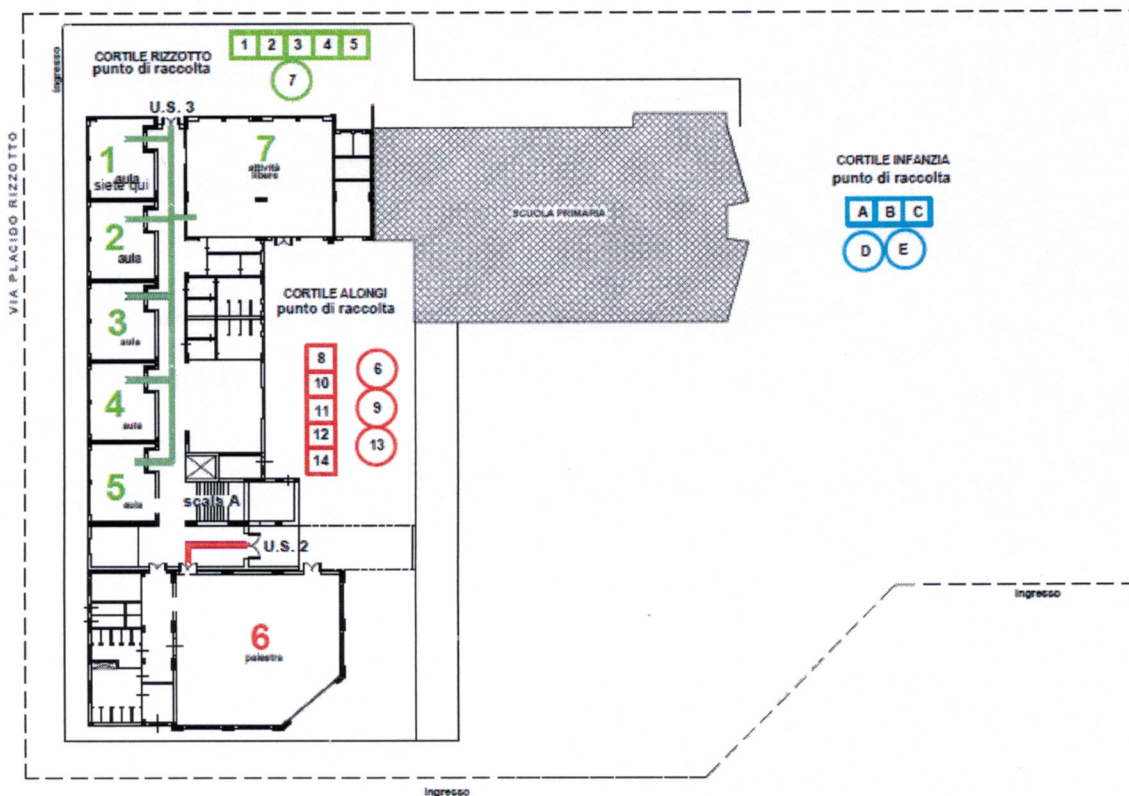 Ingresso
CORTILE RIZZOTTO
punto di raccolta
1 2 3 4 5
7
U.S. 3
VIA PLACIDO RIZZOTTO
1
aula
siete qui
7
attività
libere
2
aula
3
aula
4
aula
5
aula
SCUOLA PRIMARIA
CORTILE INFANZIA
punto di raccolta
A B C
D E
CORTILE ALONGI
punto di raccolta
8
10
11
12
14
6
9
13
scala A
U.S. 2
6
palestra
Ingresso
Ingresso